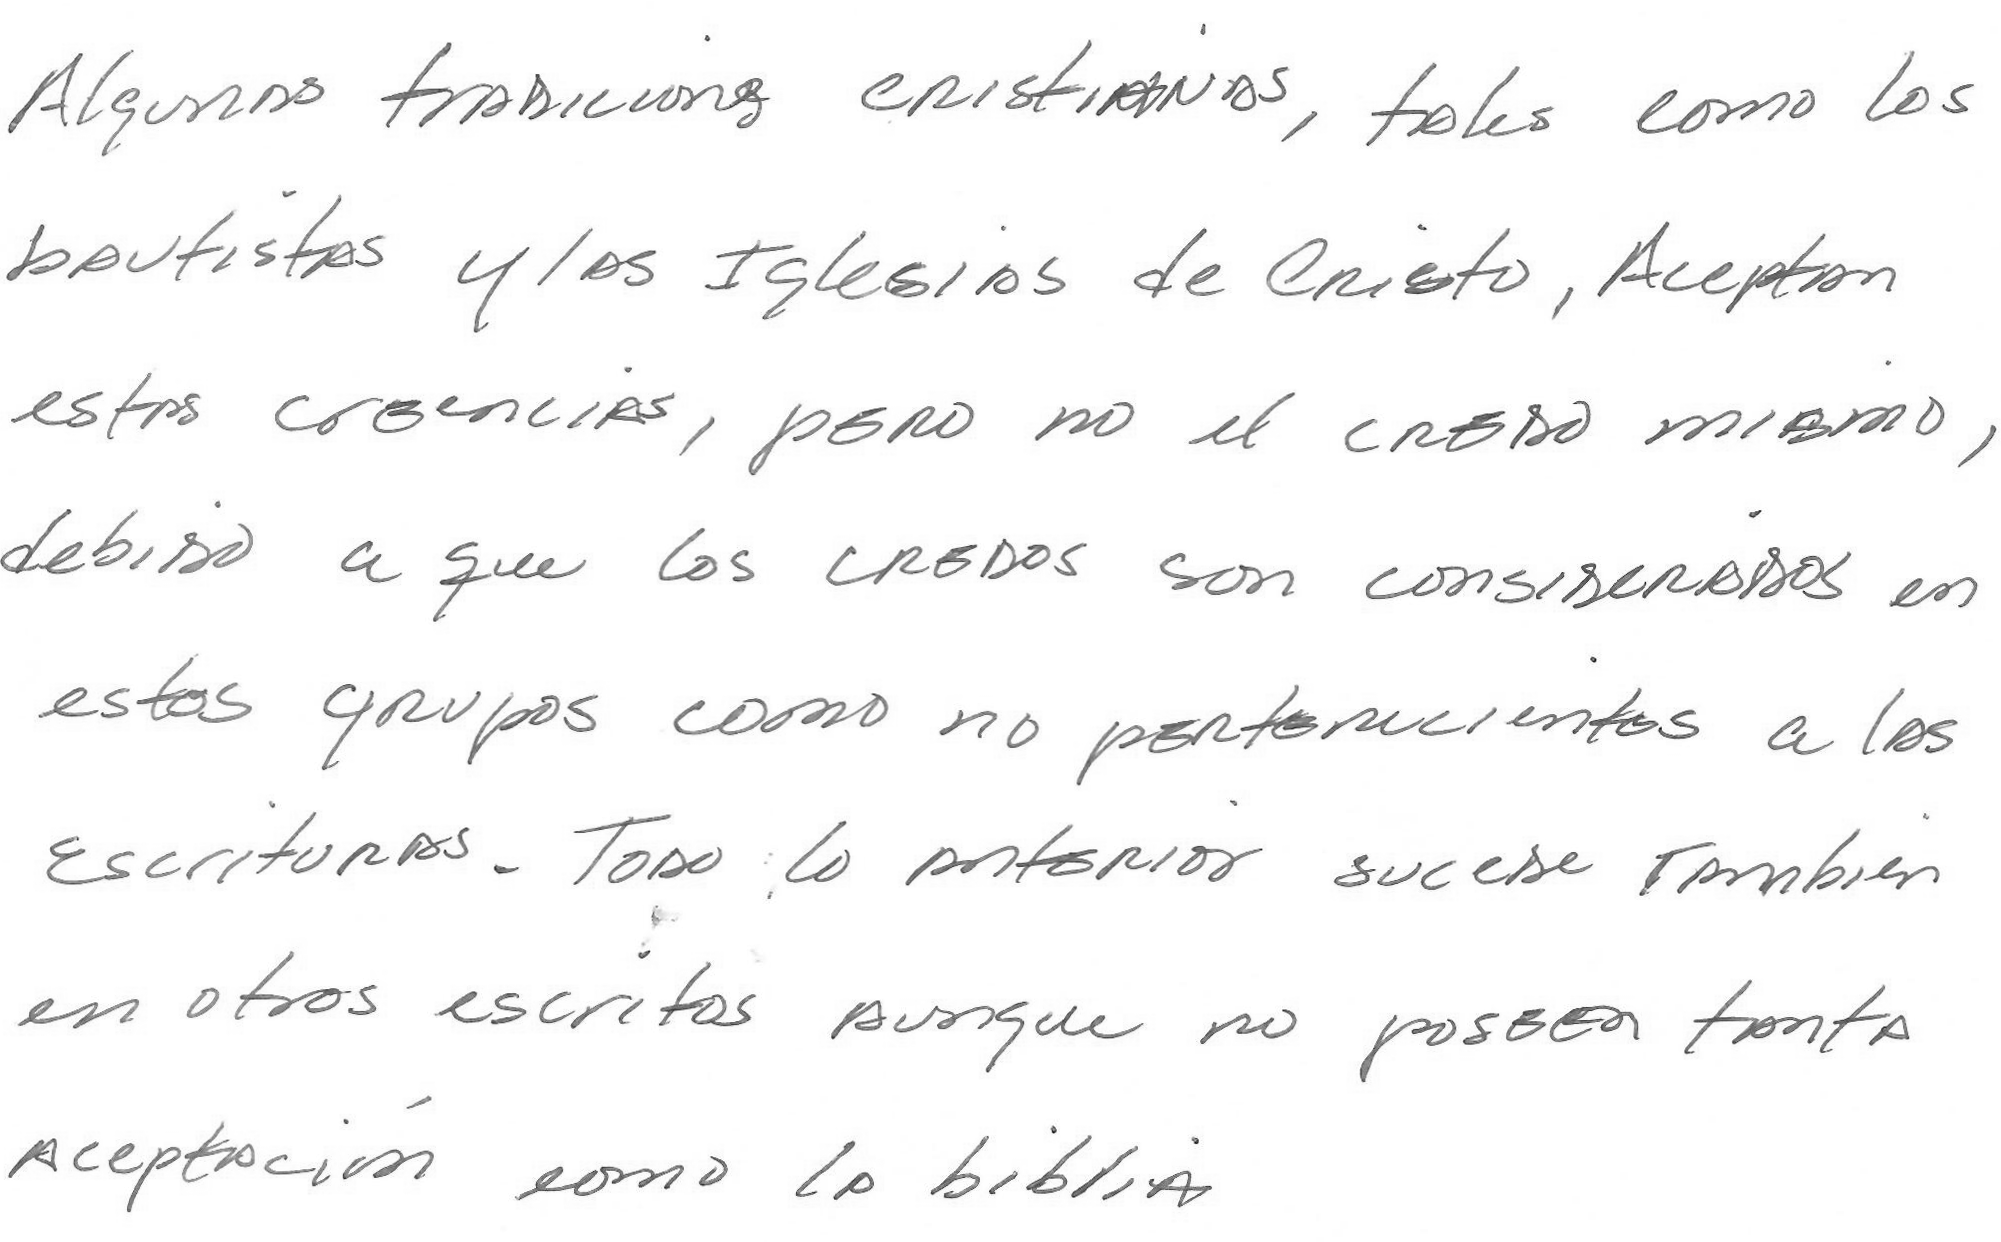 Algunas tradiciones cristianas, tales como los
bautistas y las Iglesias de Cristo, Aceptan
estas creencias, pero no el credo mismo,
debido a que los credos son considerados en
estos grupos como no pertenecientes a las
Escrituras. Todo lo anterior sucede Tambien
en otros escritos aunque no poseen tanta
aceptación como la biblia